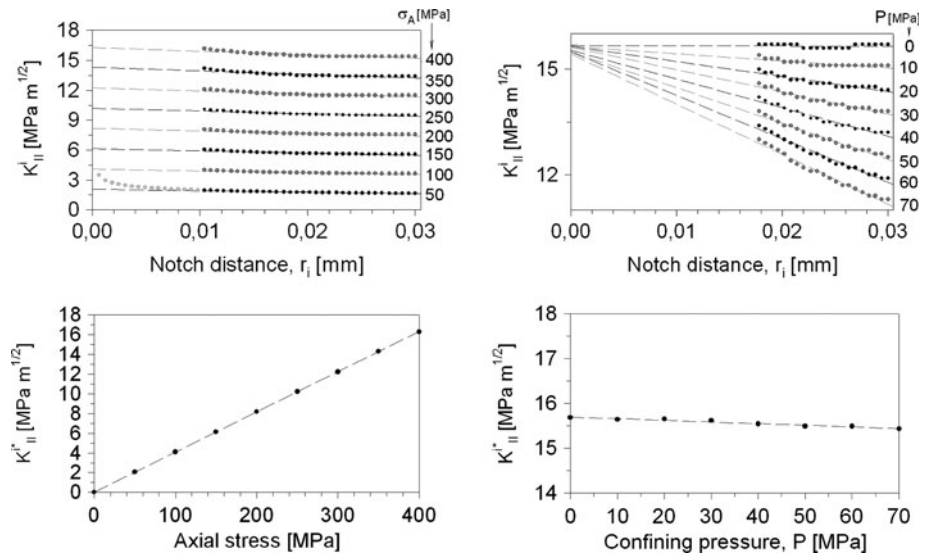 σA [MPa]
18
15
12
9
6
3
0
400
350
300
250
200
150
100
50
K^i_II [MPa m^1/2]
0,00 0,01 0,02 0,03
Notch distance, r_i [mm]
P [MPa]
15
12
0
10
20
30
40
50
60
70
K^i_II [MPa m^1/2]
0,00 0,01 0,02 0,03
Notch distance, r_i [mm]
18
16
14
12
10
8
6
4
2
0
K^i*_II [MPa m^1/2]
0 100 200 300 400
Axial stress [MPa]
18
17
16
15
14
K^i*_II [MPa m^1/2]
0 10 20 30 40 50 60 70
Confining pressure, P [MPa]